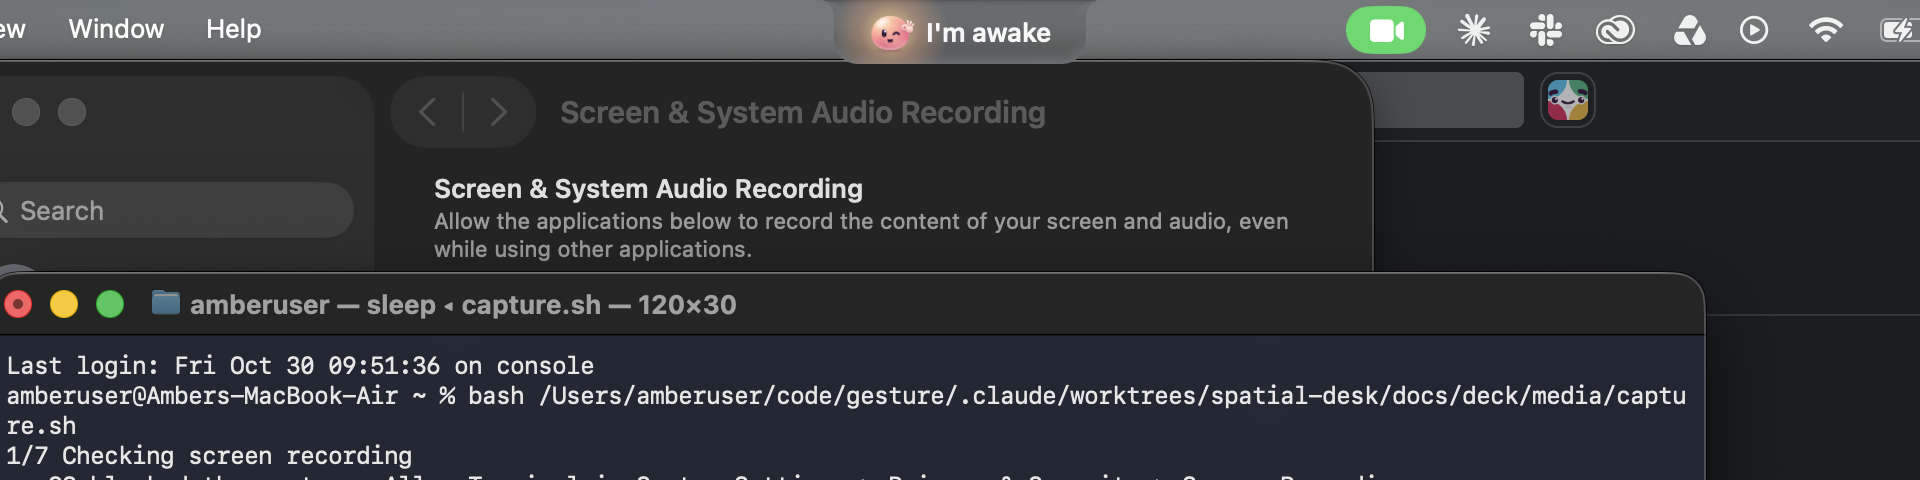 Window Help
I'm awake
Screen & System Audio Recording
Search
Screen & System Audio Recording
Allow the applications below to record the content of your screen and audio, even
while using other applications.
amberuser — sleep ◂ capture.sh — 120×30
Last login: Fri Oct 30 09:51:36 on console
amberuser@Ambers-MacBook-Air ~ % bash /Users/amberuser/code/gesture/.claude/worktrees/spatial-desk/docs/deck/media/captu
re.sh
1/7 Checking screen recording